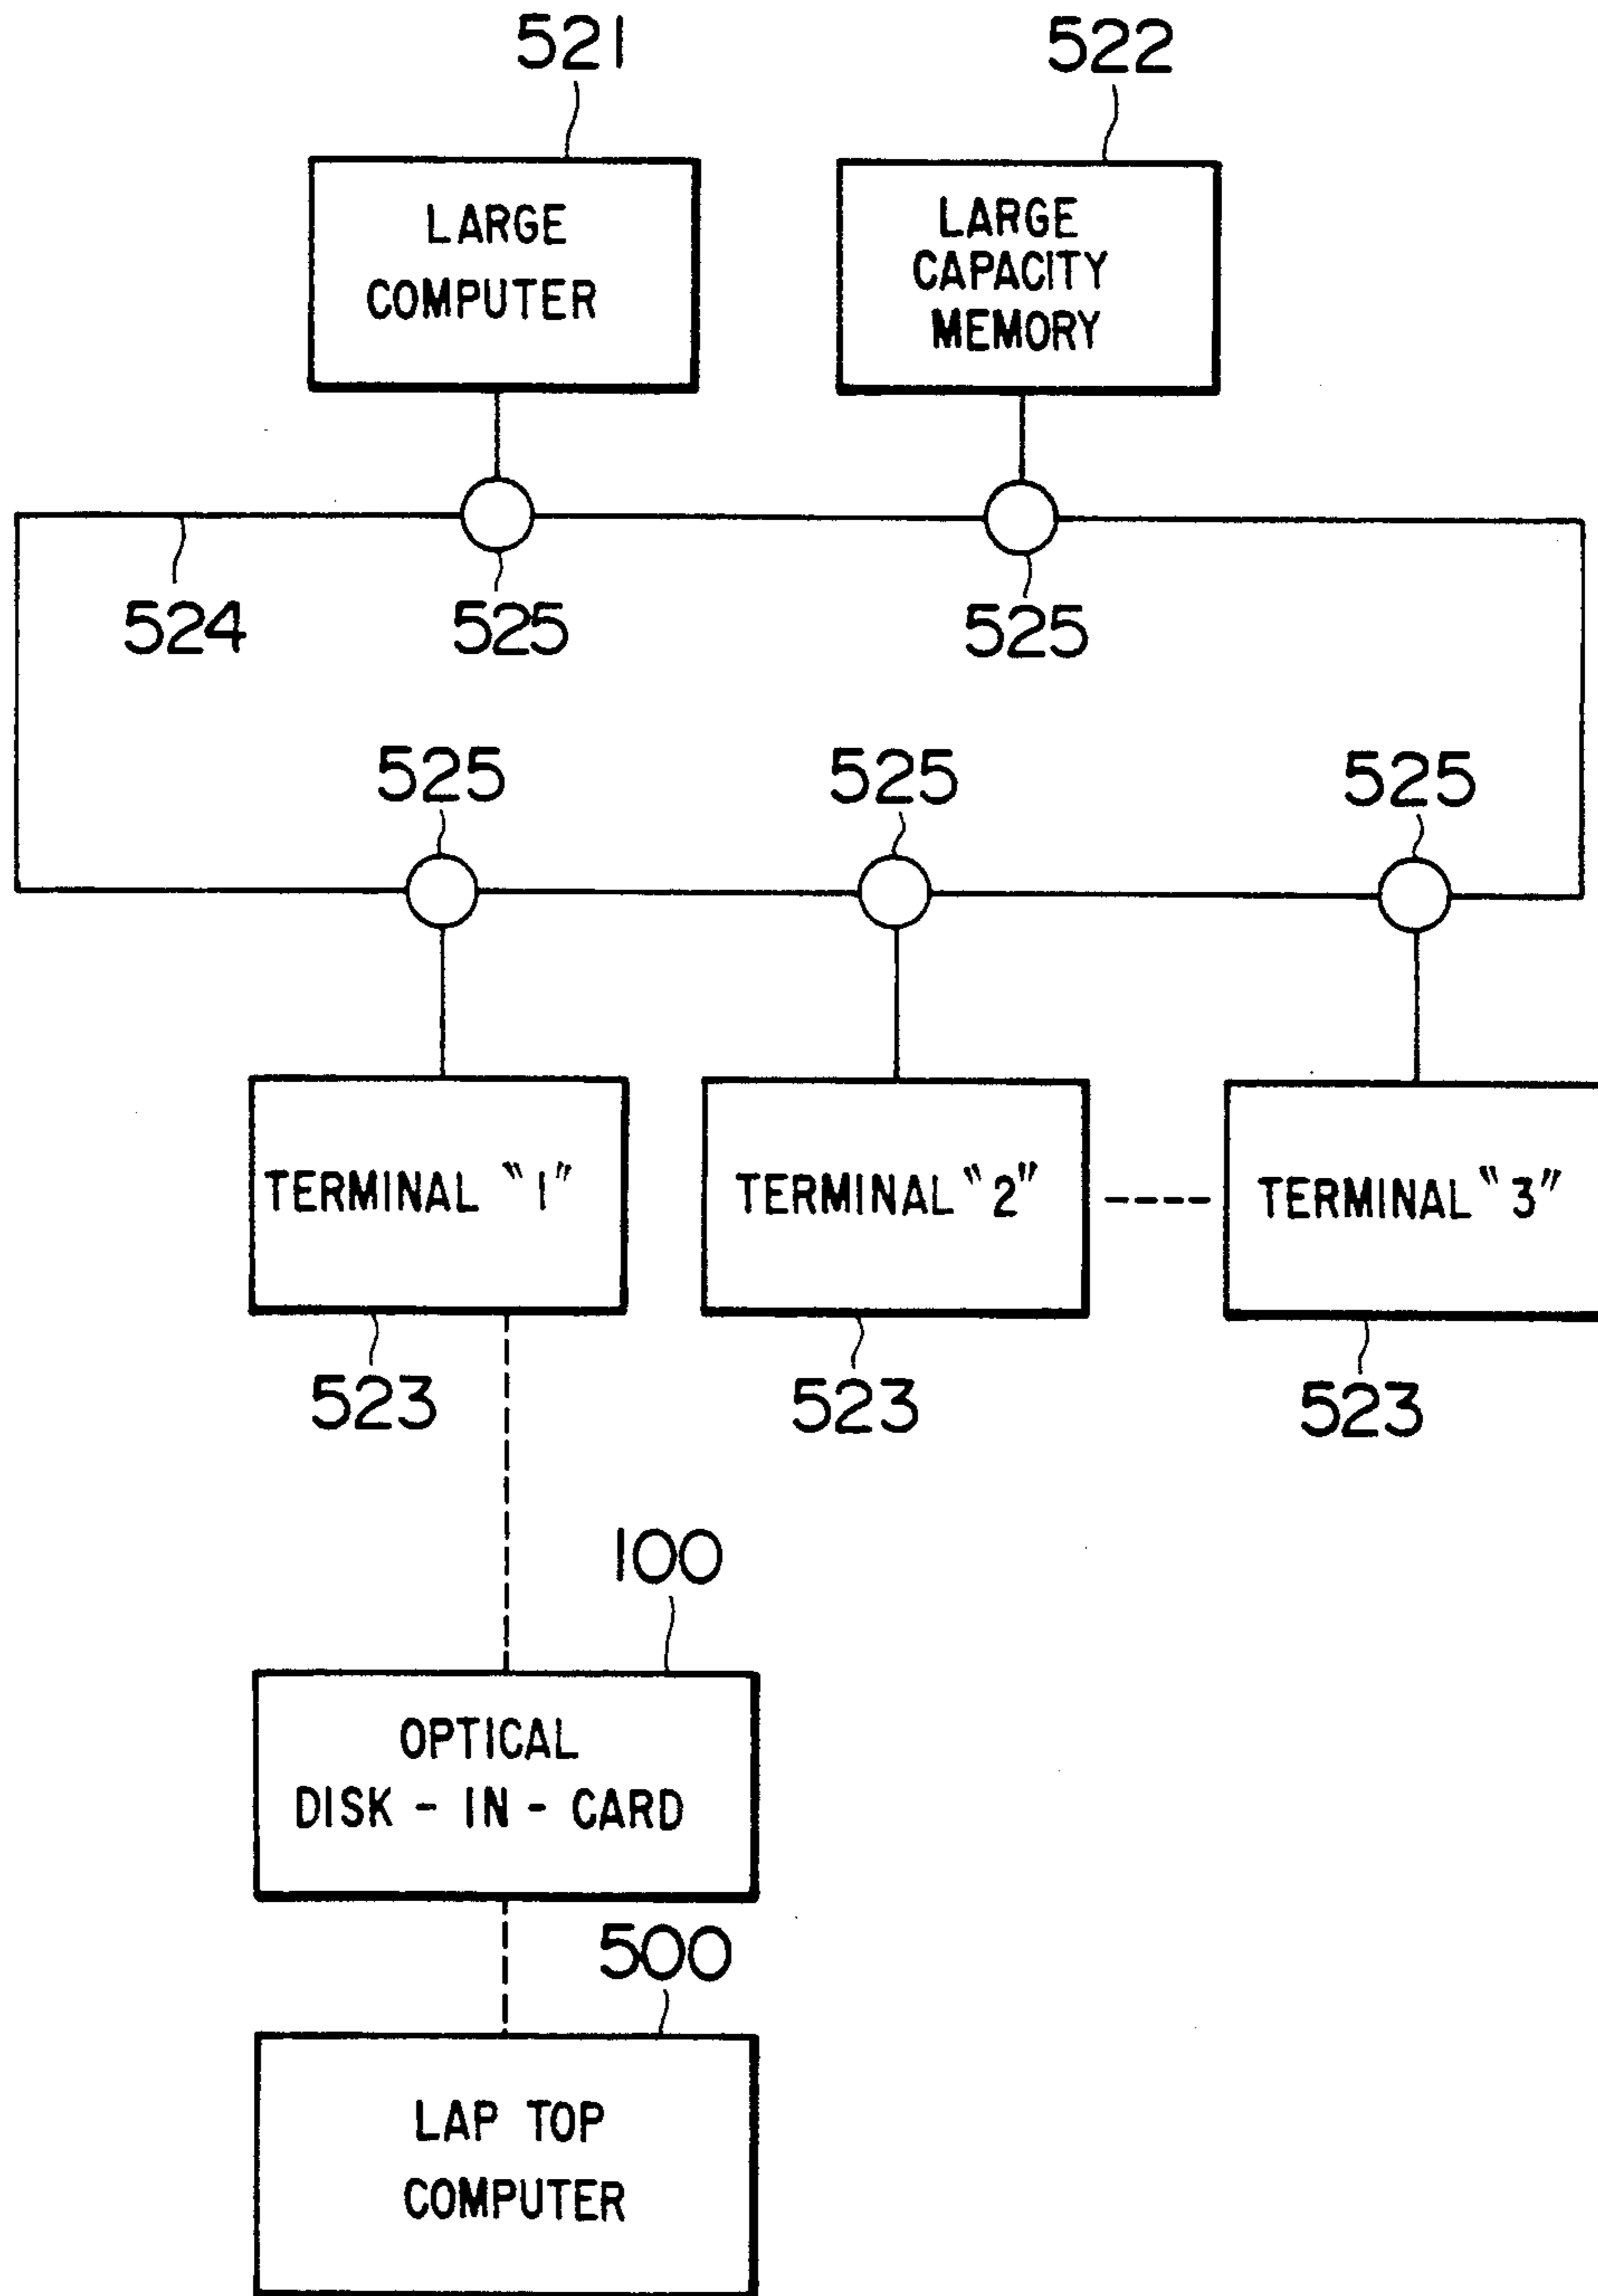 521
522
LARGE
COMPUTER
LARGE
CAPACITY
MEMORY
524
525
525
525
525
525
TERMINAL "1"
TERMINAL "2"
TERMINAL "3"
523
523
523
100
OPTICAL
DISK - IN - CARD
500
LAP TOP
COMPUTER